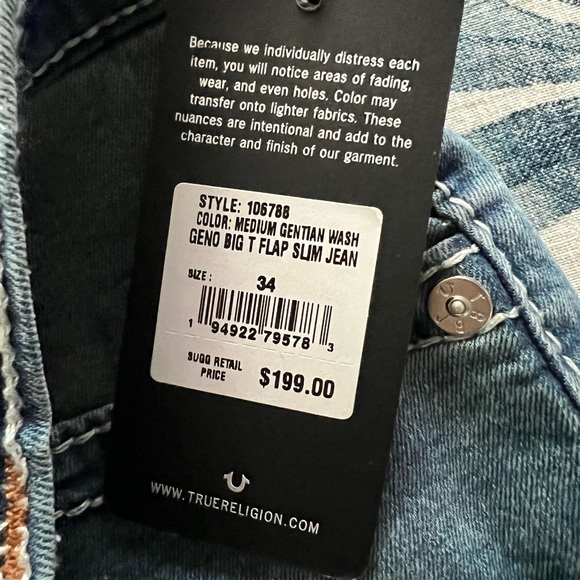 Because we individually distress each
item, you will notice areas of fading,
wear, and even holes. Color may
transfer onto lighter fabrics. These
nuances are intentional and add to the
character and finish of our garment.
STYLE: 106788
COLOR: MEDIUM GENTIAN WASH
GENO BIG T FLAP SLIM JEAN
SIZE: 34
1 94922 79578 3
SUGG RETAIL
PRICE $199.00
WWW.TRUERELIGION.COM